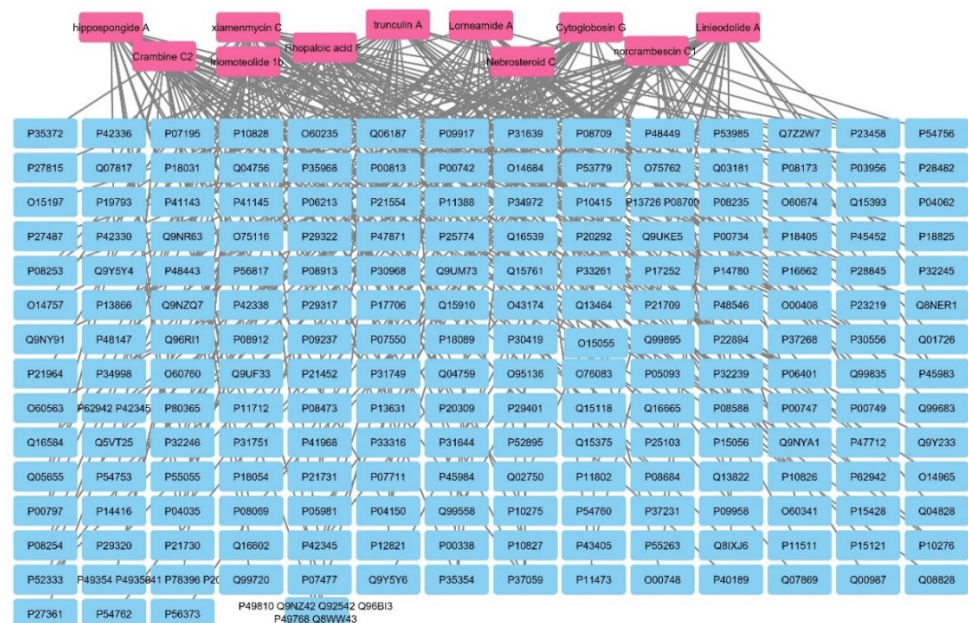 hippospongide A xiamenmycin C trunculin A Lorneamide A Cytoglobosin G Linieodolide A
Crambine C2 Iriomoteolide 1b Rhopaloic acid F Nebrosteroid C norcrambescin C1
P35372 P42336 P07195 P10828 O60235 Q06187 P09917 P31639 P08709 P48449 P53985 Q7Z2W7 P23458 P54756
P27815 Q07817 P18031 Q04756 P35968 P00813 P00742 O14684 P53779 O75762 Q03181 P08173 P03956 P28482
O15197 P19793 P41143 P41145 P06213 P21554 P11388 P34972 P10415 P13726 P08709 P08235 O60674 Q15393 P04062
P27487 P42330 Q9NR63 O75116 P29322 P47871 P25774 Q16539 P20292 Q9UKE5 P00734 P18405 P45452 P18825
P08253 Q9Y5Y4 P48443 P56817 P08913 P30968 Q9UM73 Q15761 P33261 P17252 P14780 P16662 P28845 P32245
O14757 P13866 Q9NZQ7 P42338 P29317 P17706 Q15910 O43174 Q13464 P21709 P48546 O00408 P23219 Q8NER1
Q9NY91 P48147 Q96RI1 P08912 P09237 P07550 P18089 P30419 O15055 Q99895 P22894 P37268 P30556 Q01726
P21964 P34998 O60760 Q9UF33 P21452 P31749 Q04759 O95136 O76083 P05093 P32239 P06401 Q99835 P45983
O60563 P62942 P42345 P80365 P11712 P08473 P13631 P20309 P29401 Q15118 Q16665 P08588 P00747 P00749 Q99683
Q16584 Q5VT25 P32246 P31751 P41968 P33316 P31644 P52895 Q15375 P25103 P15056 Q9NYA1 P47712 Q9Y233
Q05655 P54753 P55055 P18054 P21731 P07711 P45984 Q02750 P11802 P08684 Q13822 P10826 P62942 O14965
P00797 P14416 P04035 P08069 P05981 P04150 Q99558 P10275 P54760 P37231 P09958 O60341 P15428 Q04828
P08254 P29320 P21730 Q16602 P42345 P12821 P00338 P10827 P43405 P55263 Q8IXJ6 P11511 P15121 P10276
P52333 P49354 P49356 P78396 Q99720 P07477 Q9Y5Y6 P35354 P37059 P11473 O00748 P40189 Q07869 Q00987 Q08828
P27361 P54762 P56373 P49810 Q9NZ42 Q92542 Q96BI3
P49768 Q8WW43